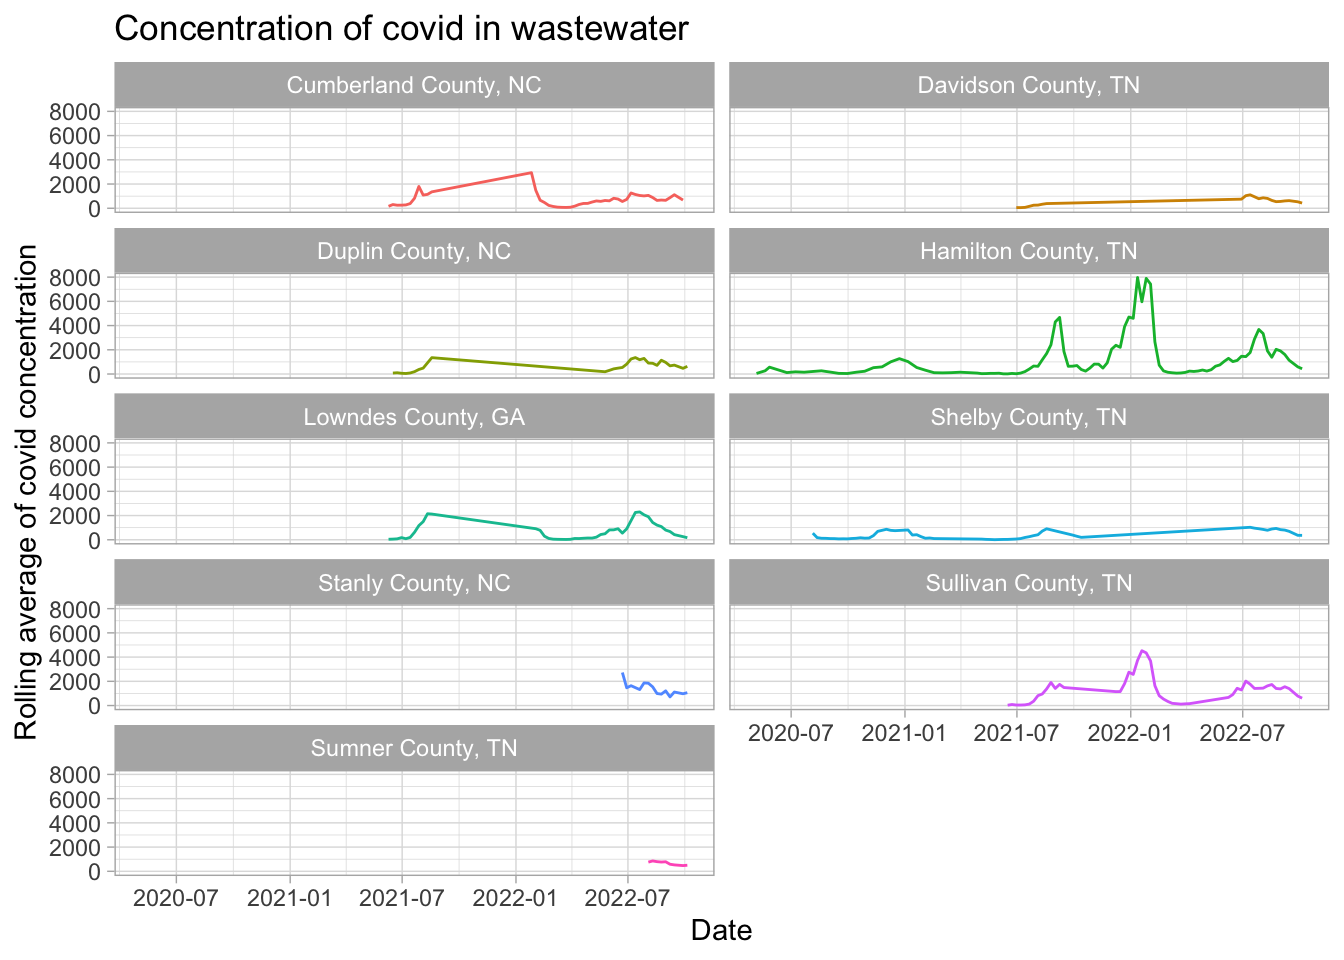 Concentration of covid in wastewater
Cumberland County, NC
Davidson County, TN
8000
6000
4000
2000
0
Duplin County, NC
Hamilton County, TN
8000
6000
4000
2000
0
Lowndes County, GA
Shelby County, TN
8000
6000
4000
2000
0
Stanly County, NC
Sullivan County, TN
8000
6000
4000
2000
0
2020-07 2021-01 2021-07 2022-01 2022-07
Sumner County, TN
8000
6000
4000
2000
0
2020-07 2021-01 2021-07 2022-01 2022-07
Rolling average of covid concentration
Date